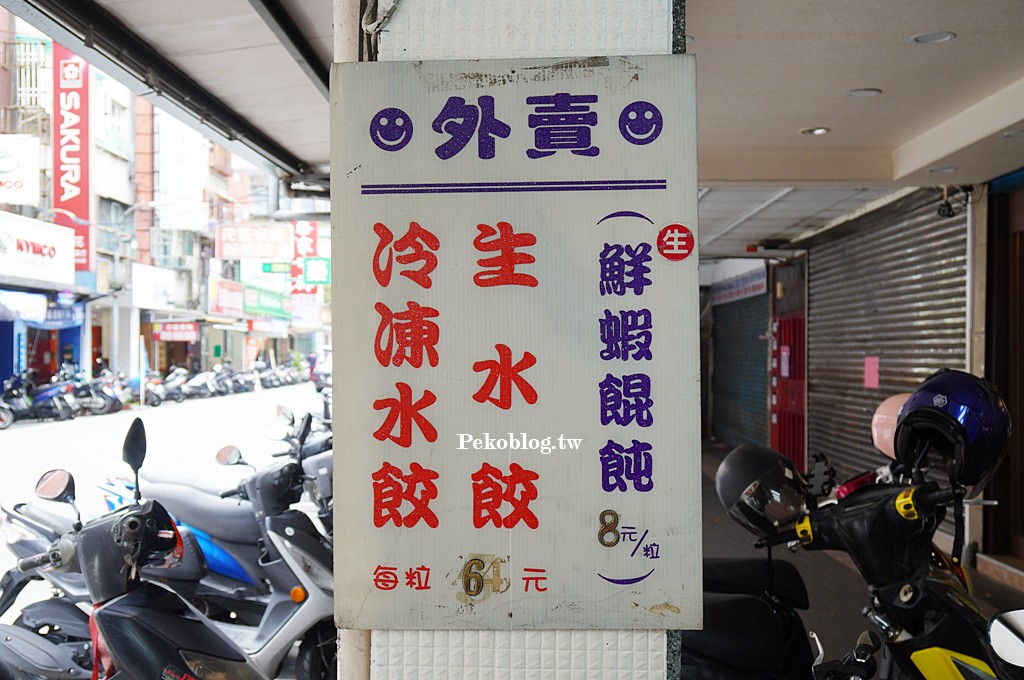 外賣
生
鮮蝦餛飩
8元/粒
生水餃
冷凍水餃
每粒 6 元
Pekoblog.tw
SAKURA
KYMCO